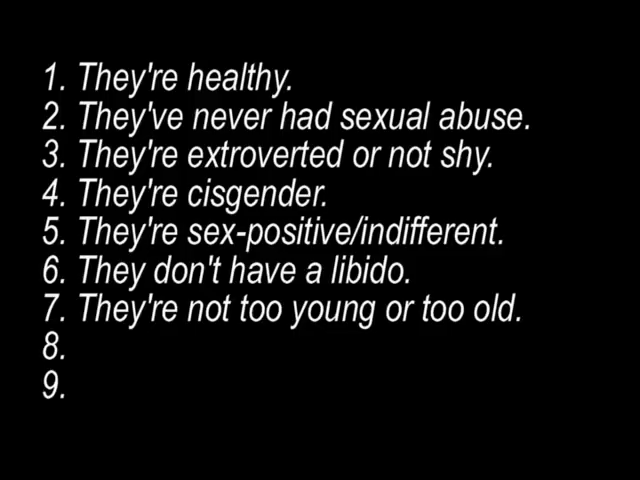 1. They're healthy.
2. They've never had sexual abuse.
3. They're extroverted or not shy.
4. They're cisgender.
5. They're sex-positive/indifferent.
6. They don't have a libido.
7. They're not too young or too old.
8.
9.